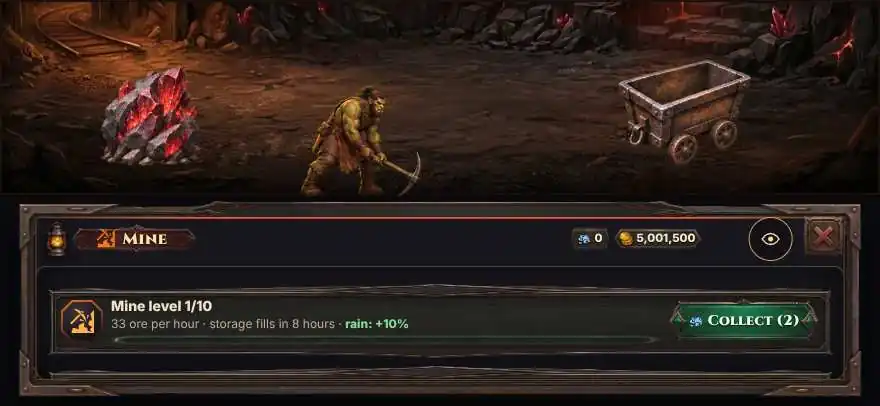 Mine
0
5,001,500
Mine level 1/10
33 ore per hour · storage fills in 8 hours · rain: +10%
Collect (2)